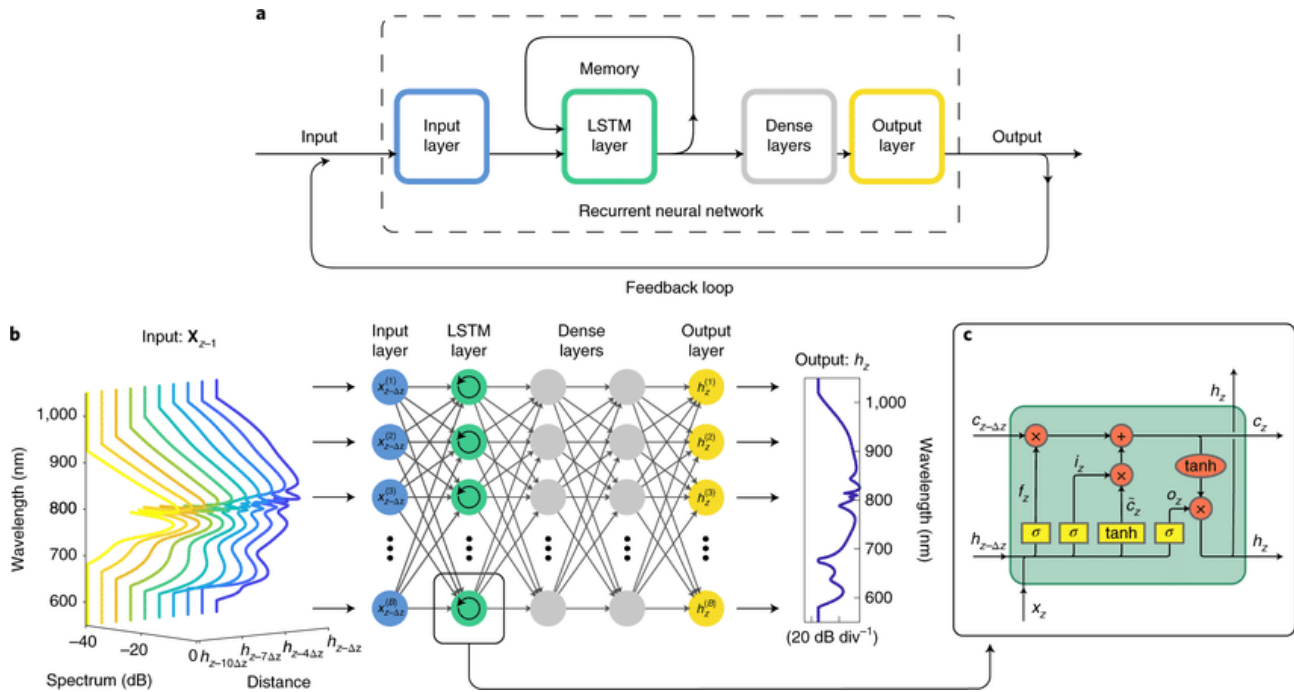 a
Memory
Input
Input
layer
LSTM
layer
Dense
layers
Output
layer
Output
Recurrent neural network
Feedback loop
b
Input: X_{z–1}
Wavelength (nm)
1,000
900
800
700
600
–40
–20
0
Spectrum (dB)
h_{z–10Δz}
h_{z–7Δz}
h_{z–4Δz}
h_{z–Δz}
Distance
Input
layer
LSTM
layer
Dense
layers
Output
layer
x_{z–Δz}^{(1)}
x_{z–Δz}^{(2)}
x_{z–Δz}^{(3)}
x_{z–Δz}^{(B)}
h_z^{(1)}
h_z^{(2)}
h_z^{(3)}
h_z^{(B)}
Output: h_z
1,000
900
800
700
600
Wavelength (nm)
(20 dB div⁻¹)
c
h_z
c_{z–Δz}
×
+
c_z
i_z
×
tanh
f_z
c̃_z
o_z
×
σ
σ
tanh
σ
h_{z–Δz}
h_z
x_z